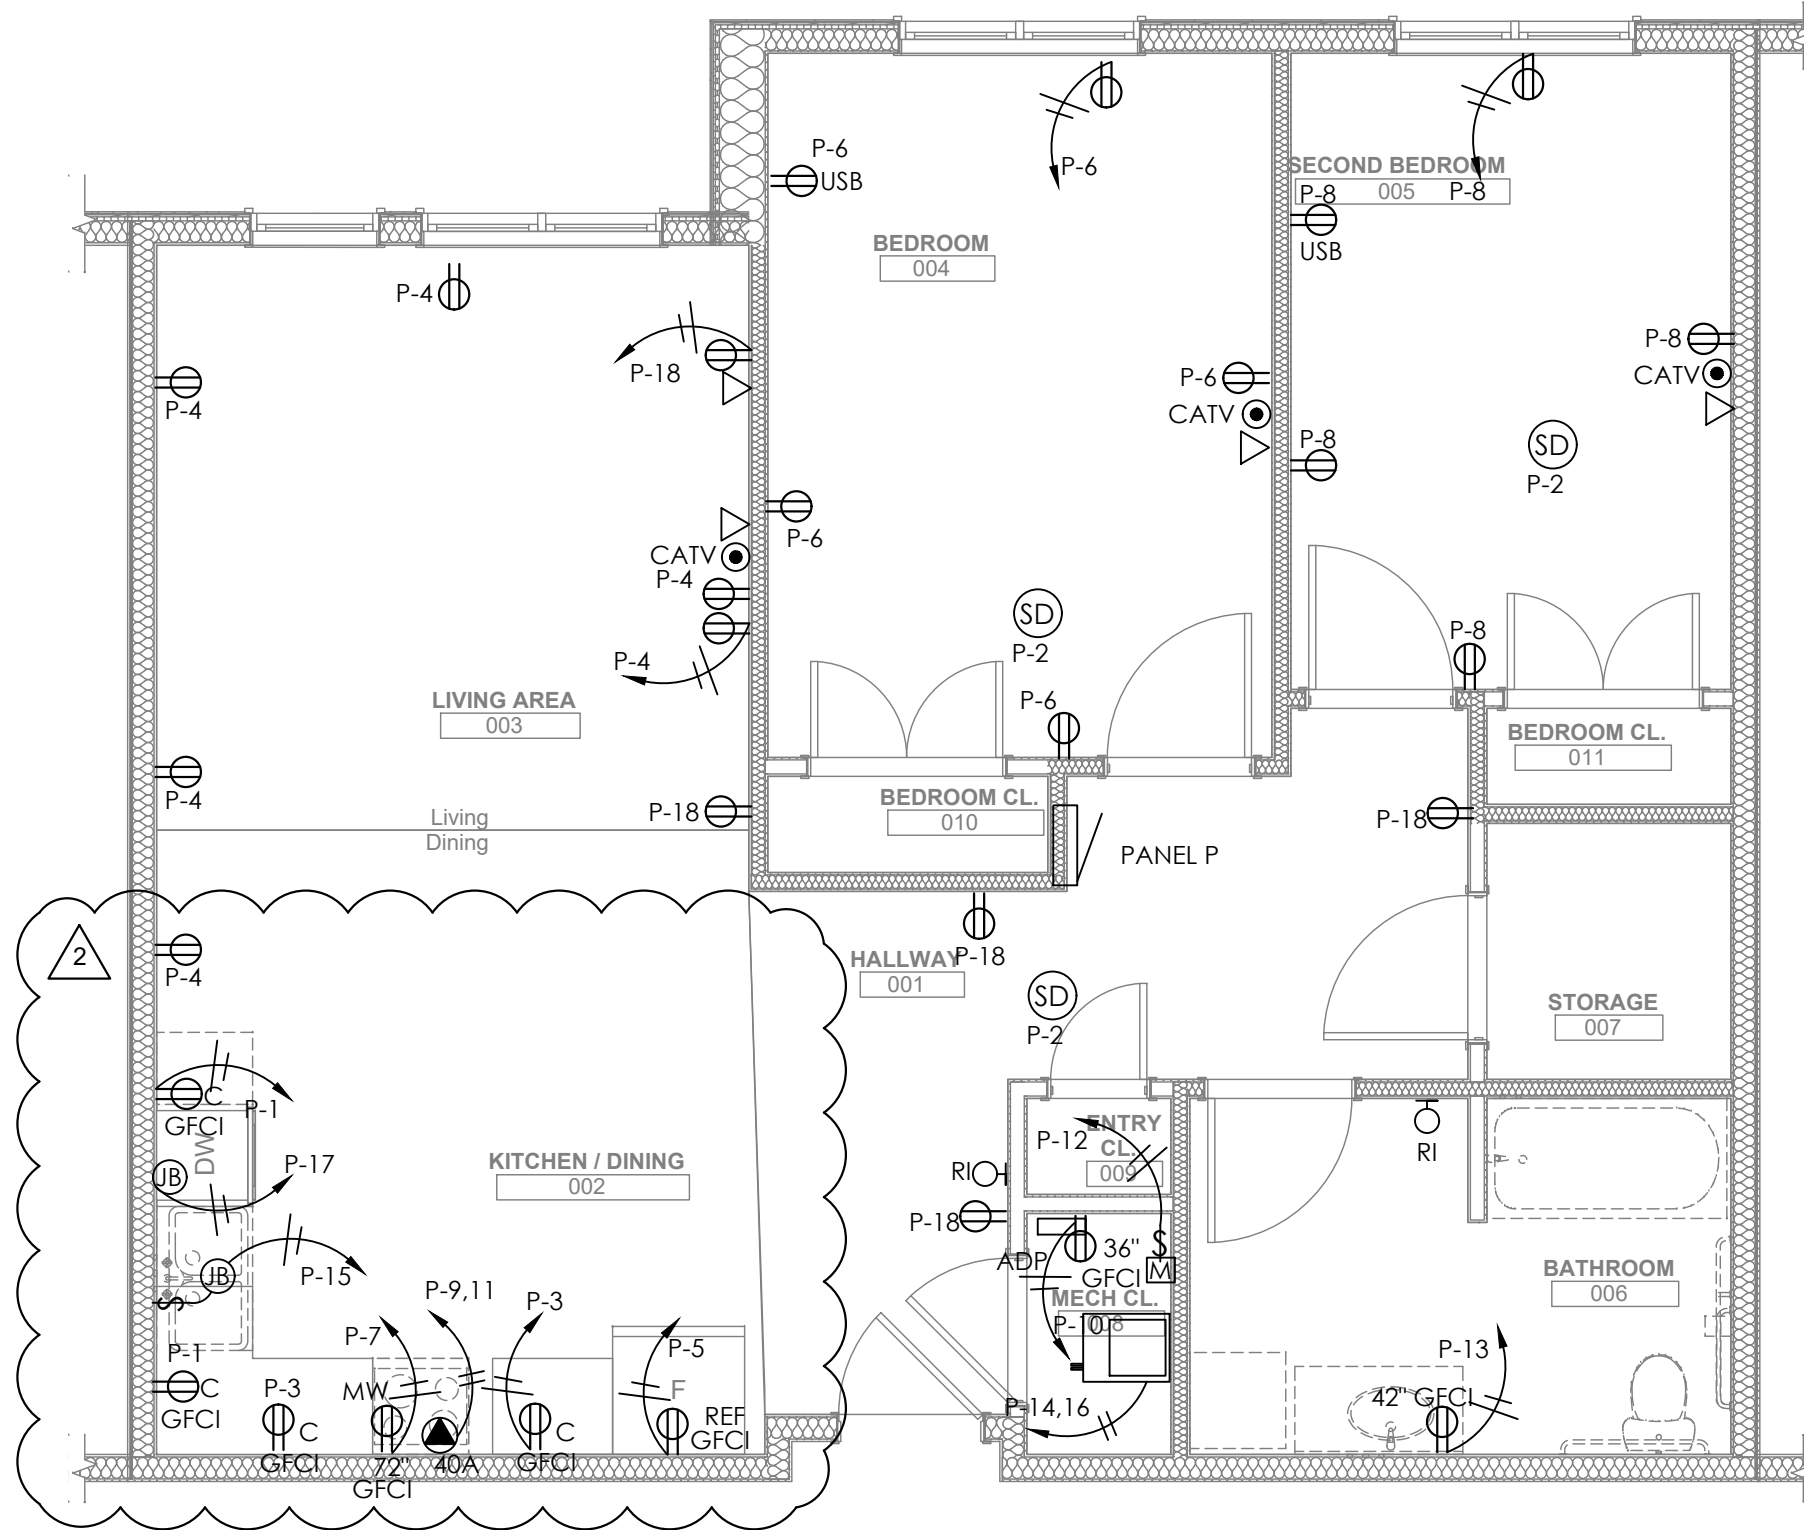 P-6
USB
P-6
SECOND BEDROOM
005
P-8
P-8
USB
BEDROOM
004
P-4
P-18
P-4
P-8
CATV
P-6
CATV
P-8
SD
P-2
P-6
CATV
P-4
P-4
SD
P-2
P-6
P-8
LIVING AREA
003
BEDROOM CL.
011
P-4
P-18
BEDROOM CL.
010
P-18
Living
Dining
PANEL P
2
P-4
P-18
HALLWAY
001
SD
P-2
STORAGE
007
C
P-1
GFCI
DW
JB
P-17
KITCHEN / DINING
002
P-12
ENTRY
CL.
009
RI
RI
P-18
36"
S
ADP
GFCI
M
JB
P-15
S
MECH CL.
008
P-10
BATHROOM
006
P-9,11
P-3
P-7
P-5
P-13
P-1
C
GFCI
P-3
C
GFCI
MW
72"
GFCI
40A
C
GFCI
F
REF
GFCI
P-14,16
42" GFCI